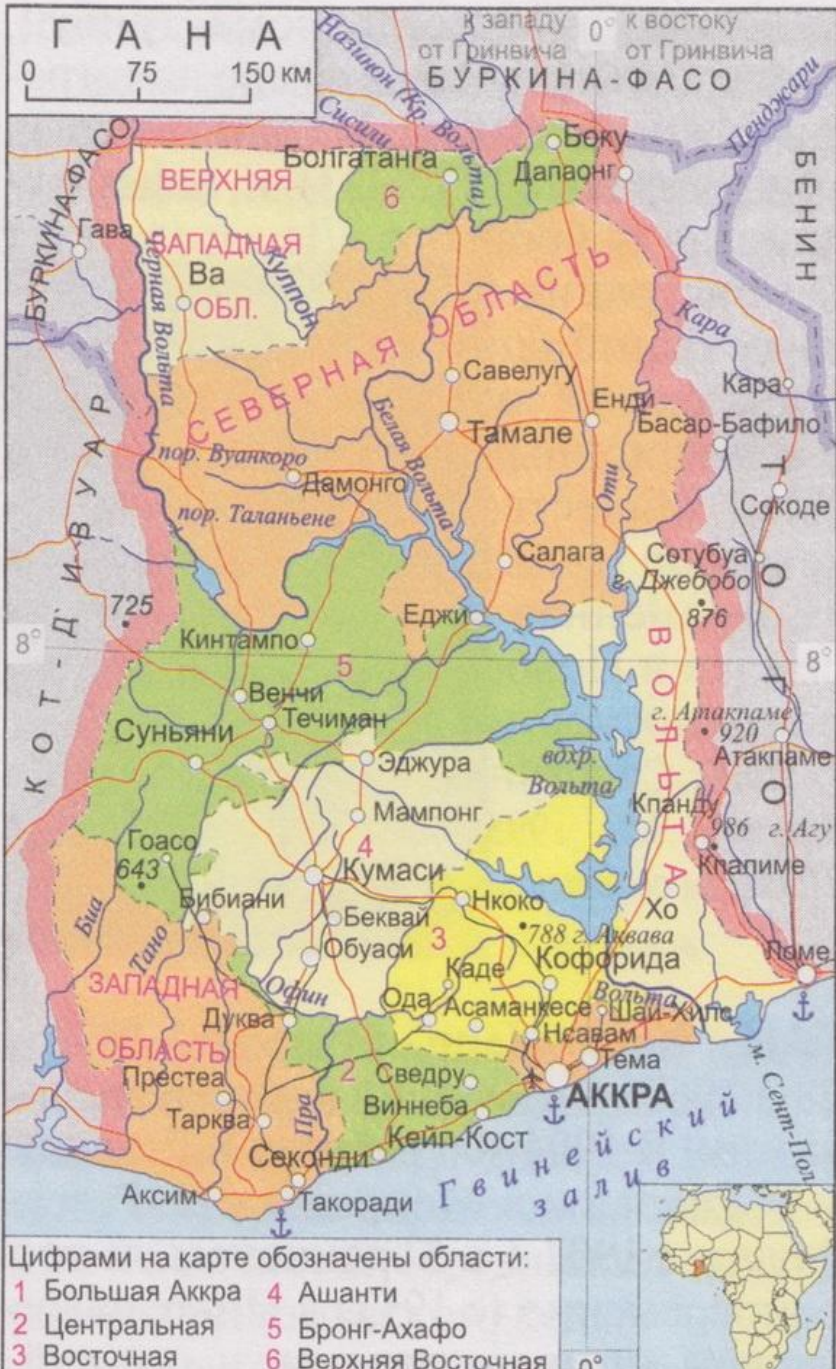 ГАНА
0 75 150 км
к западу от Гринвича
0°
к востоку от Гринвича
БУРКИНА-ФАСО
Назинон (Кр. Вольта)
Сисили
Пенджари
Боку
Болгатанга
Дапаонг
БЕНИН
БУРКИНА-ФАСО
ВЕРХНЯЯ
ЗАПАДНАЯ
ОБЛ.
6
Гава
Ва
Куллон
Черная Вольта
СЕВЕРНАЯ ОБЛАСТЬ
Кара
Савелугу
Кара
Енди
Тамале
Басар-Бафило
Белая Вольта
пор. Вуанкоро
Дамонго
Оти
Сокоде
пор. Таланьене
Салага
Сотубуа
г. Джебобо
876
ТОГО
КОТ-Д'ИВУАР
725
Еджи
8°
Кинтампо
5
8°
ВОЛЬТА
Венчи
Течиман
г. Атакпаме
920
Суньяни
Атакпаме
Эджура
вдхр. Вольта
Мампонг
Кпанду
986 г. Агу
Гоасо
643
4
Кпалиме
Кумаси
Бибиани
Нкоко
Хо
Биа
Тано
Беквай
3
788 г. Аквава
Обуаси
Каде
Кофорида
Ломе
ЗАПАДНАЯ
ОБЛАСТЬ
Офин
Ода
Асаманкесе
Вольта
Шай-Хилс
Дуква
Нсавам
2
Тема
Престеа
Сведру
АККРА
м. Сент-Пол
Тарква
Пра
Виннеба
Кейп-Кост
Секонди
Гвинейский
залив
Аксим
Такоради
Цифрами на карте обозначены области:
1 Большая Аккра
2 Центральная
3 Восточная
4 Ашанти
5 Бронг-Ахафо
6 Верхняя Восточная
0°